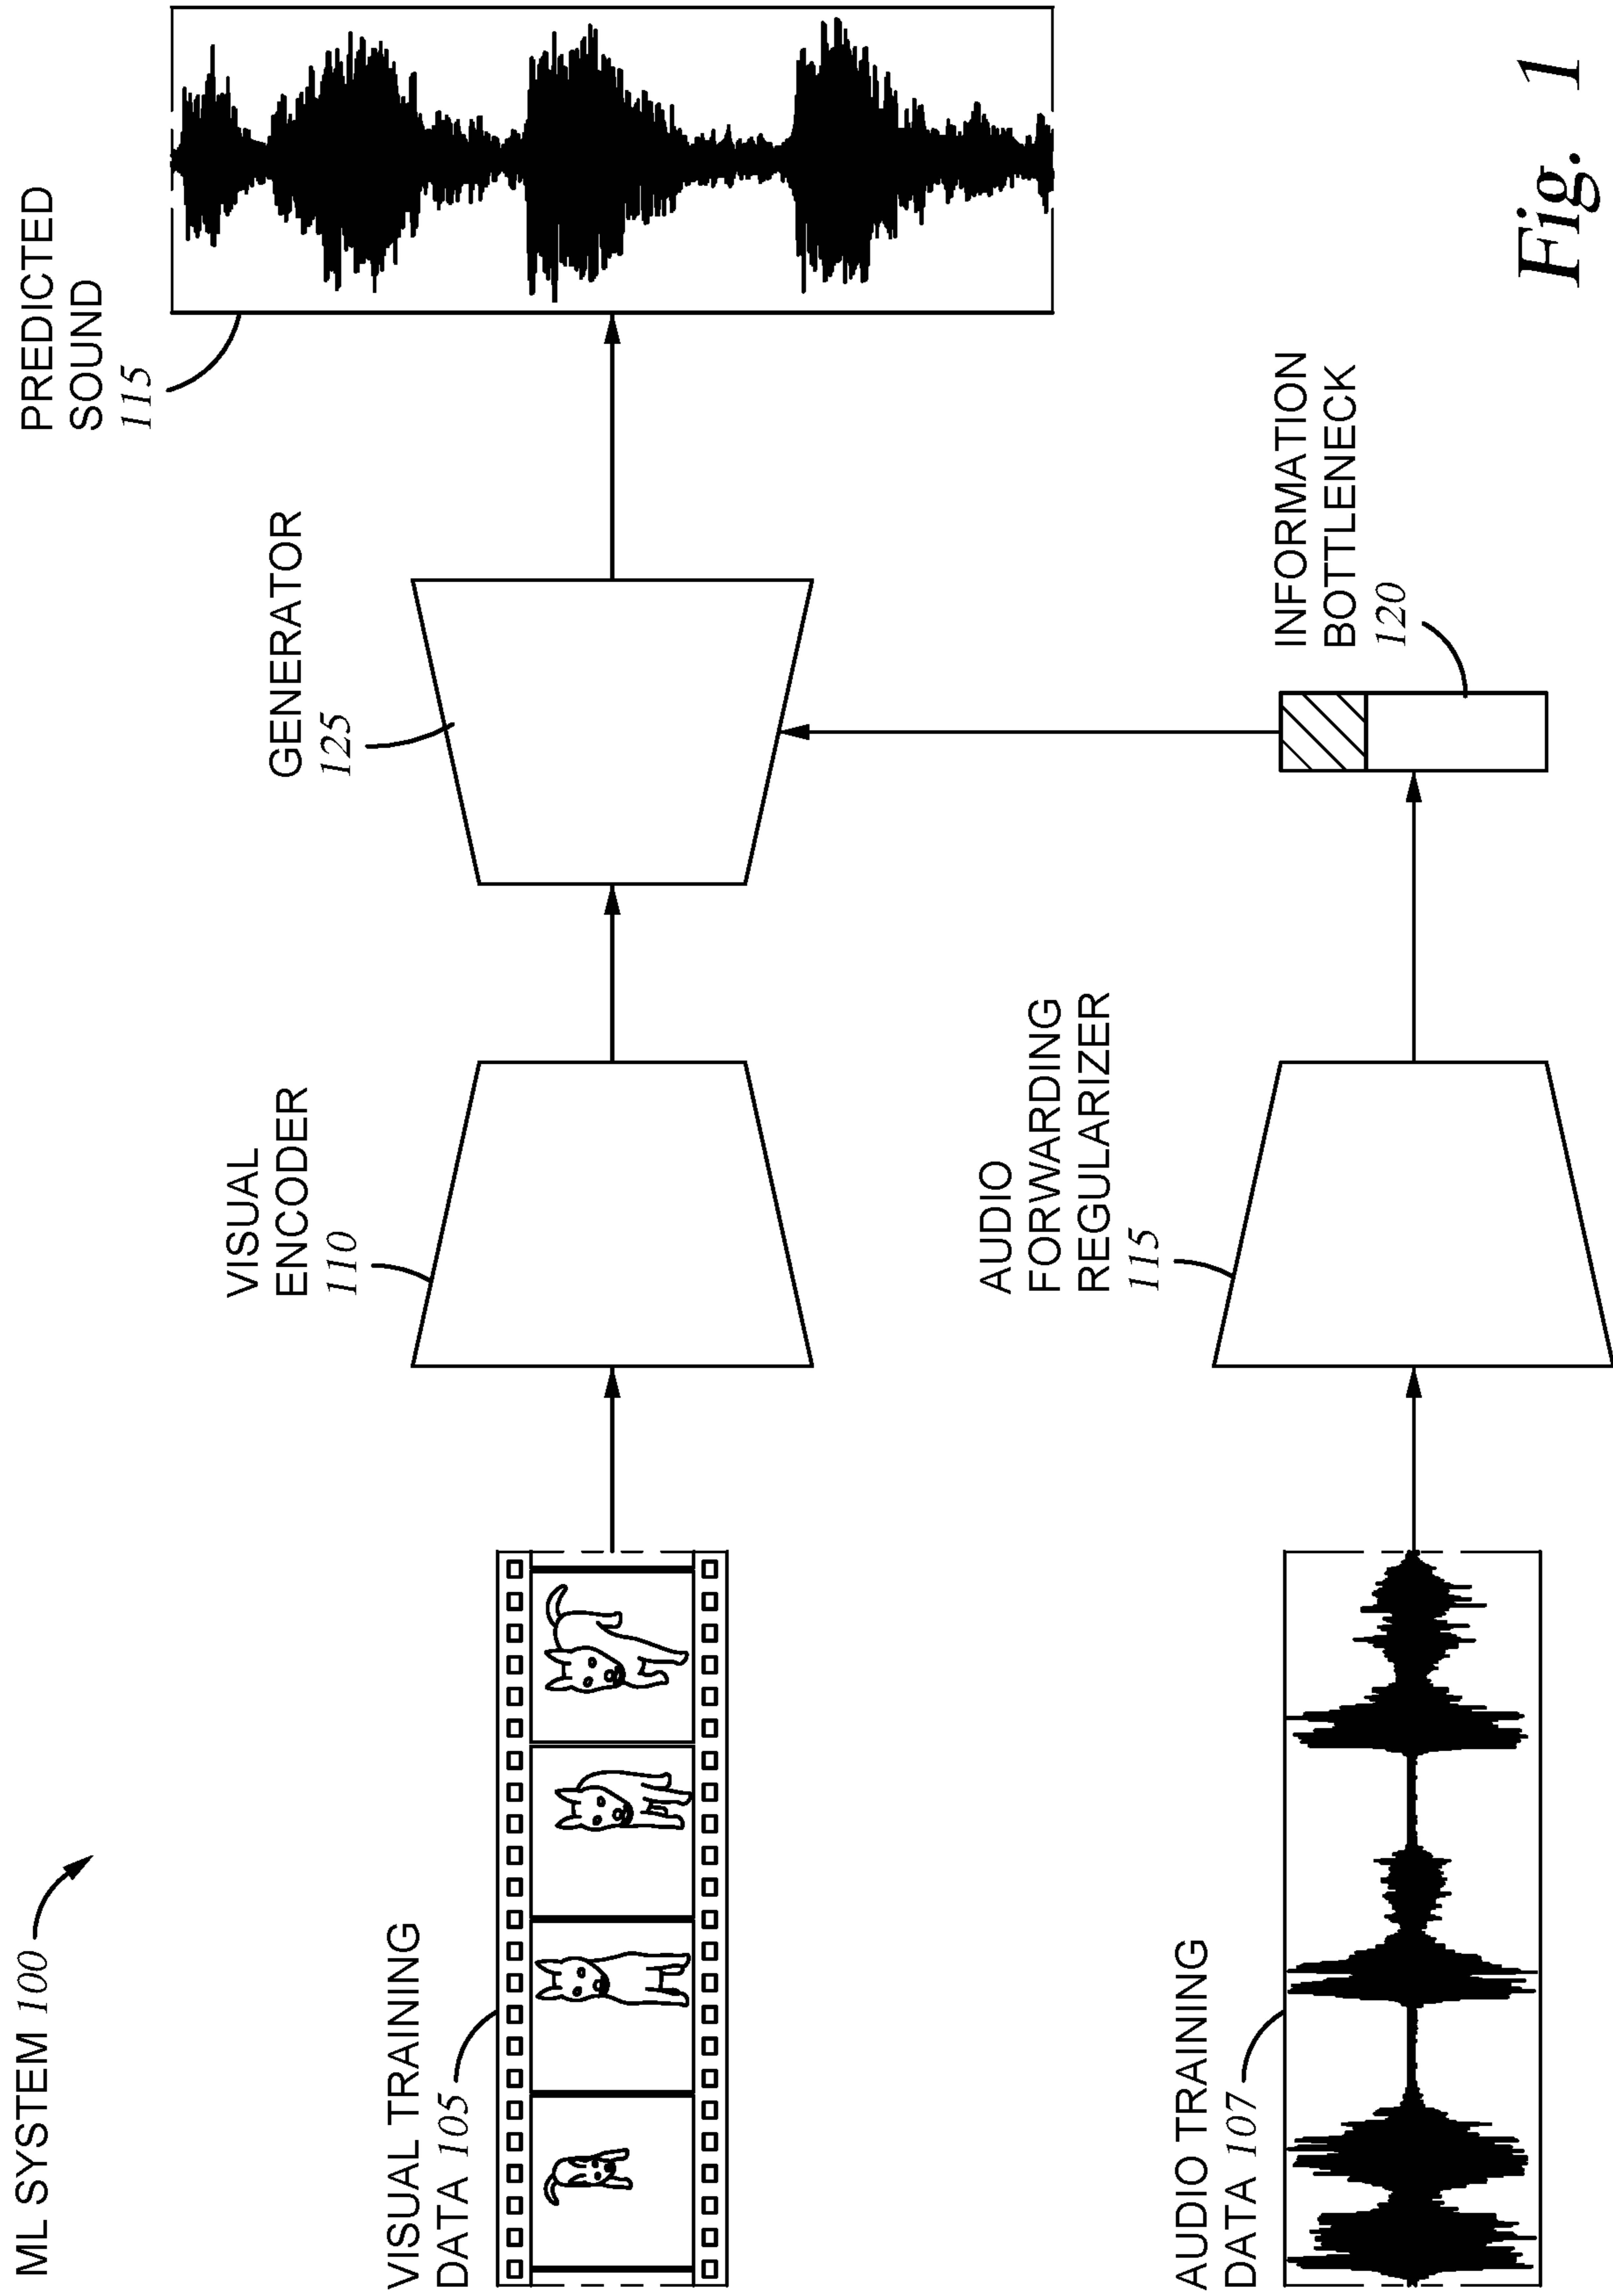 ML SYSTEM 100
VISUAL TRAINING
DATA 105
VISUAL
ENCODER
110
GENERATOR
125
PREDICTED
SOUND
115
AUDIO TRAINING
DATA 107
AUDIO
FORWARDING
REGULARIZER
115
INFORMATION
BOTTLENECK
120
Fig. 1